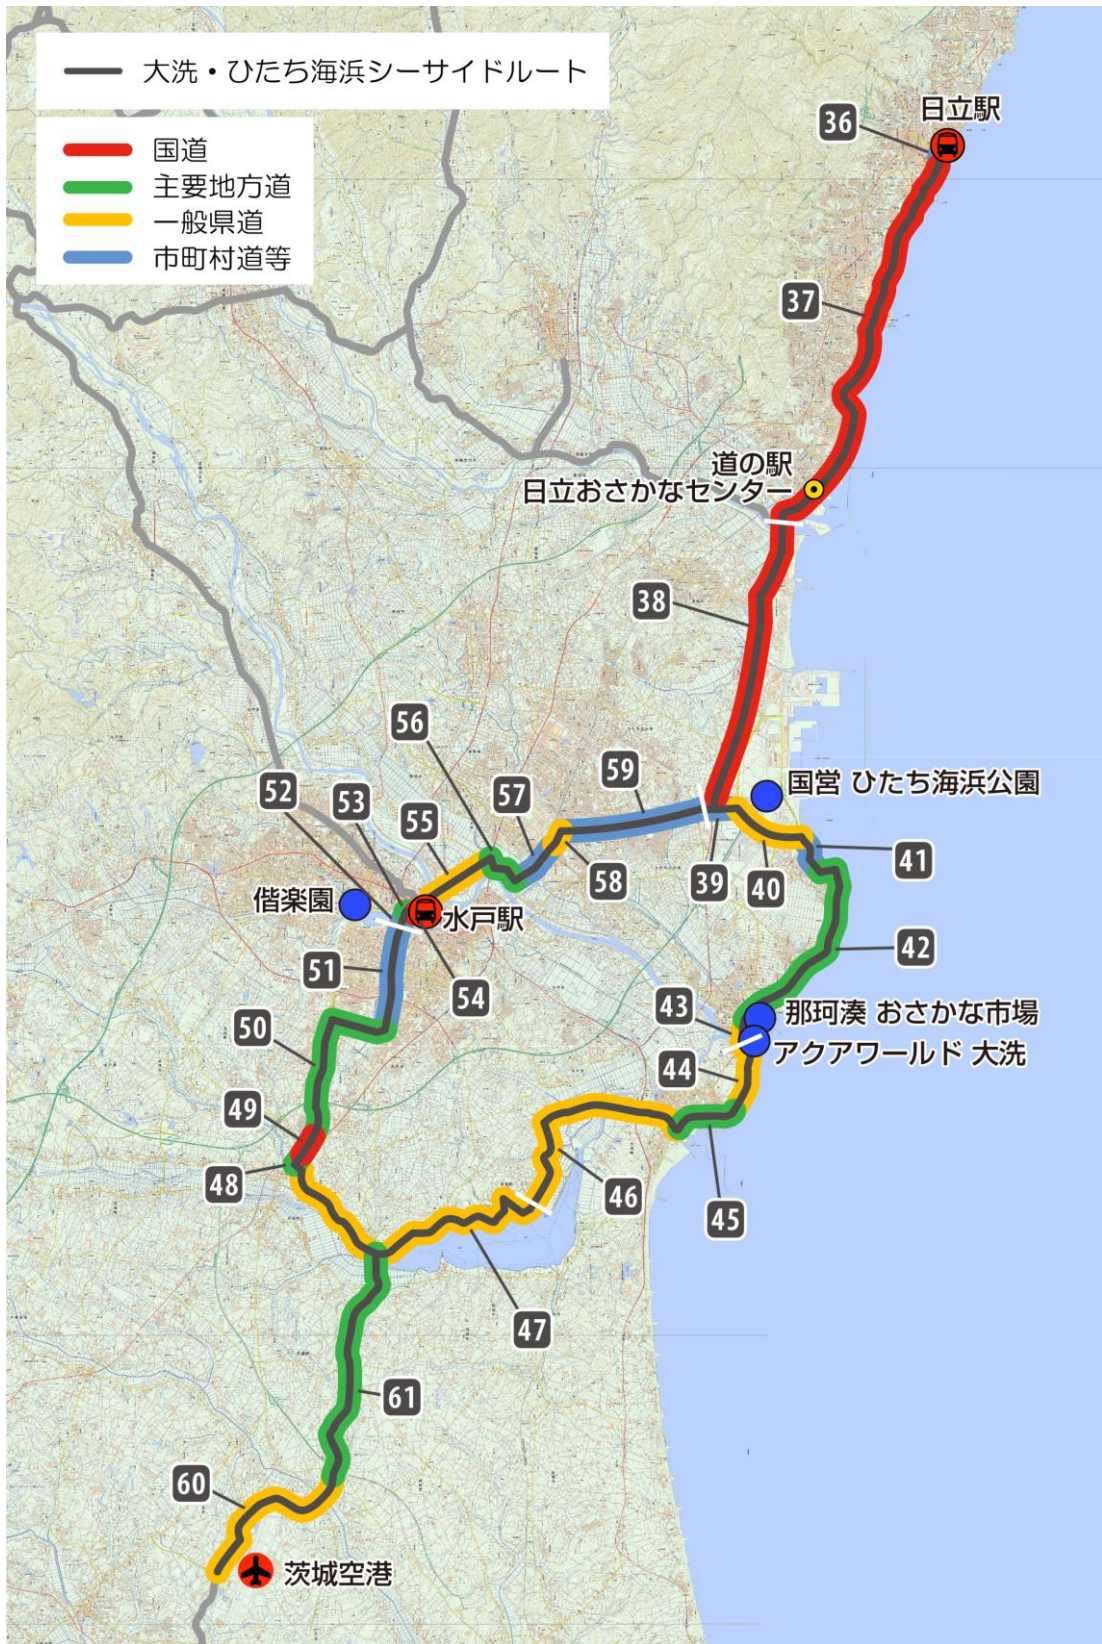 大洗・ひたち海浜シーサイドルート
国道
主要地方道
一般県道
市町村道等
36
日立駅
37
道の駅
日立おさかなセンター
38
56
59
52
53
57
国営 ひたち海浜公園
55
41
58
39
40
偕楽園
水戸駅
42
51
54
43
那珂湊 おさかな市場
50
アクアワールド 大洗
44
49
48
46
45
47
61
60
茨城空港